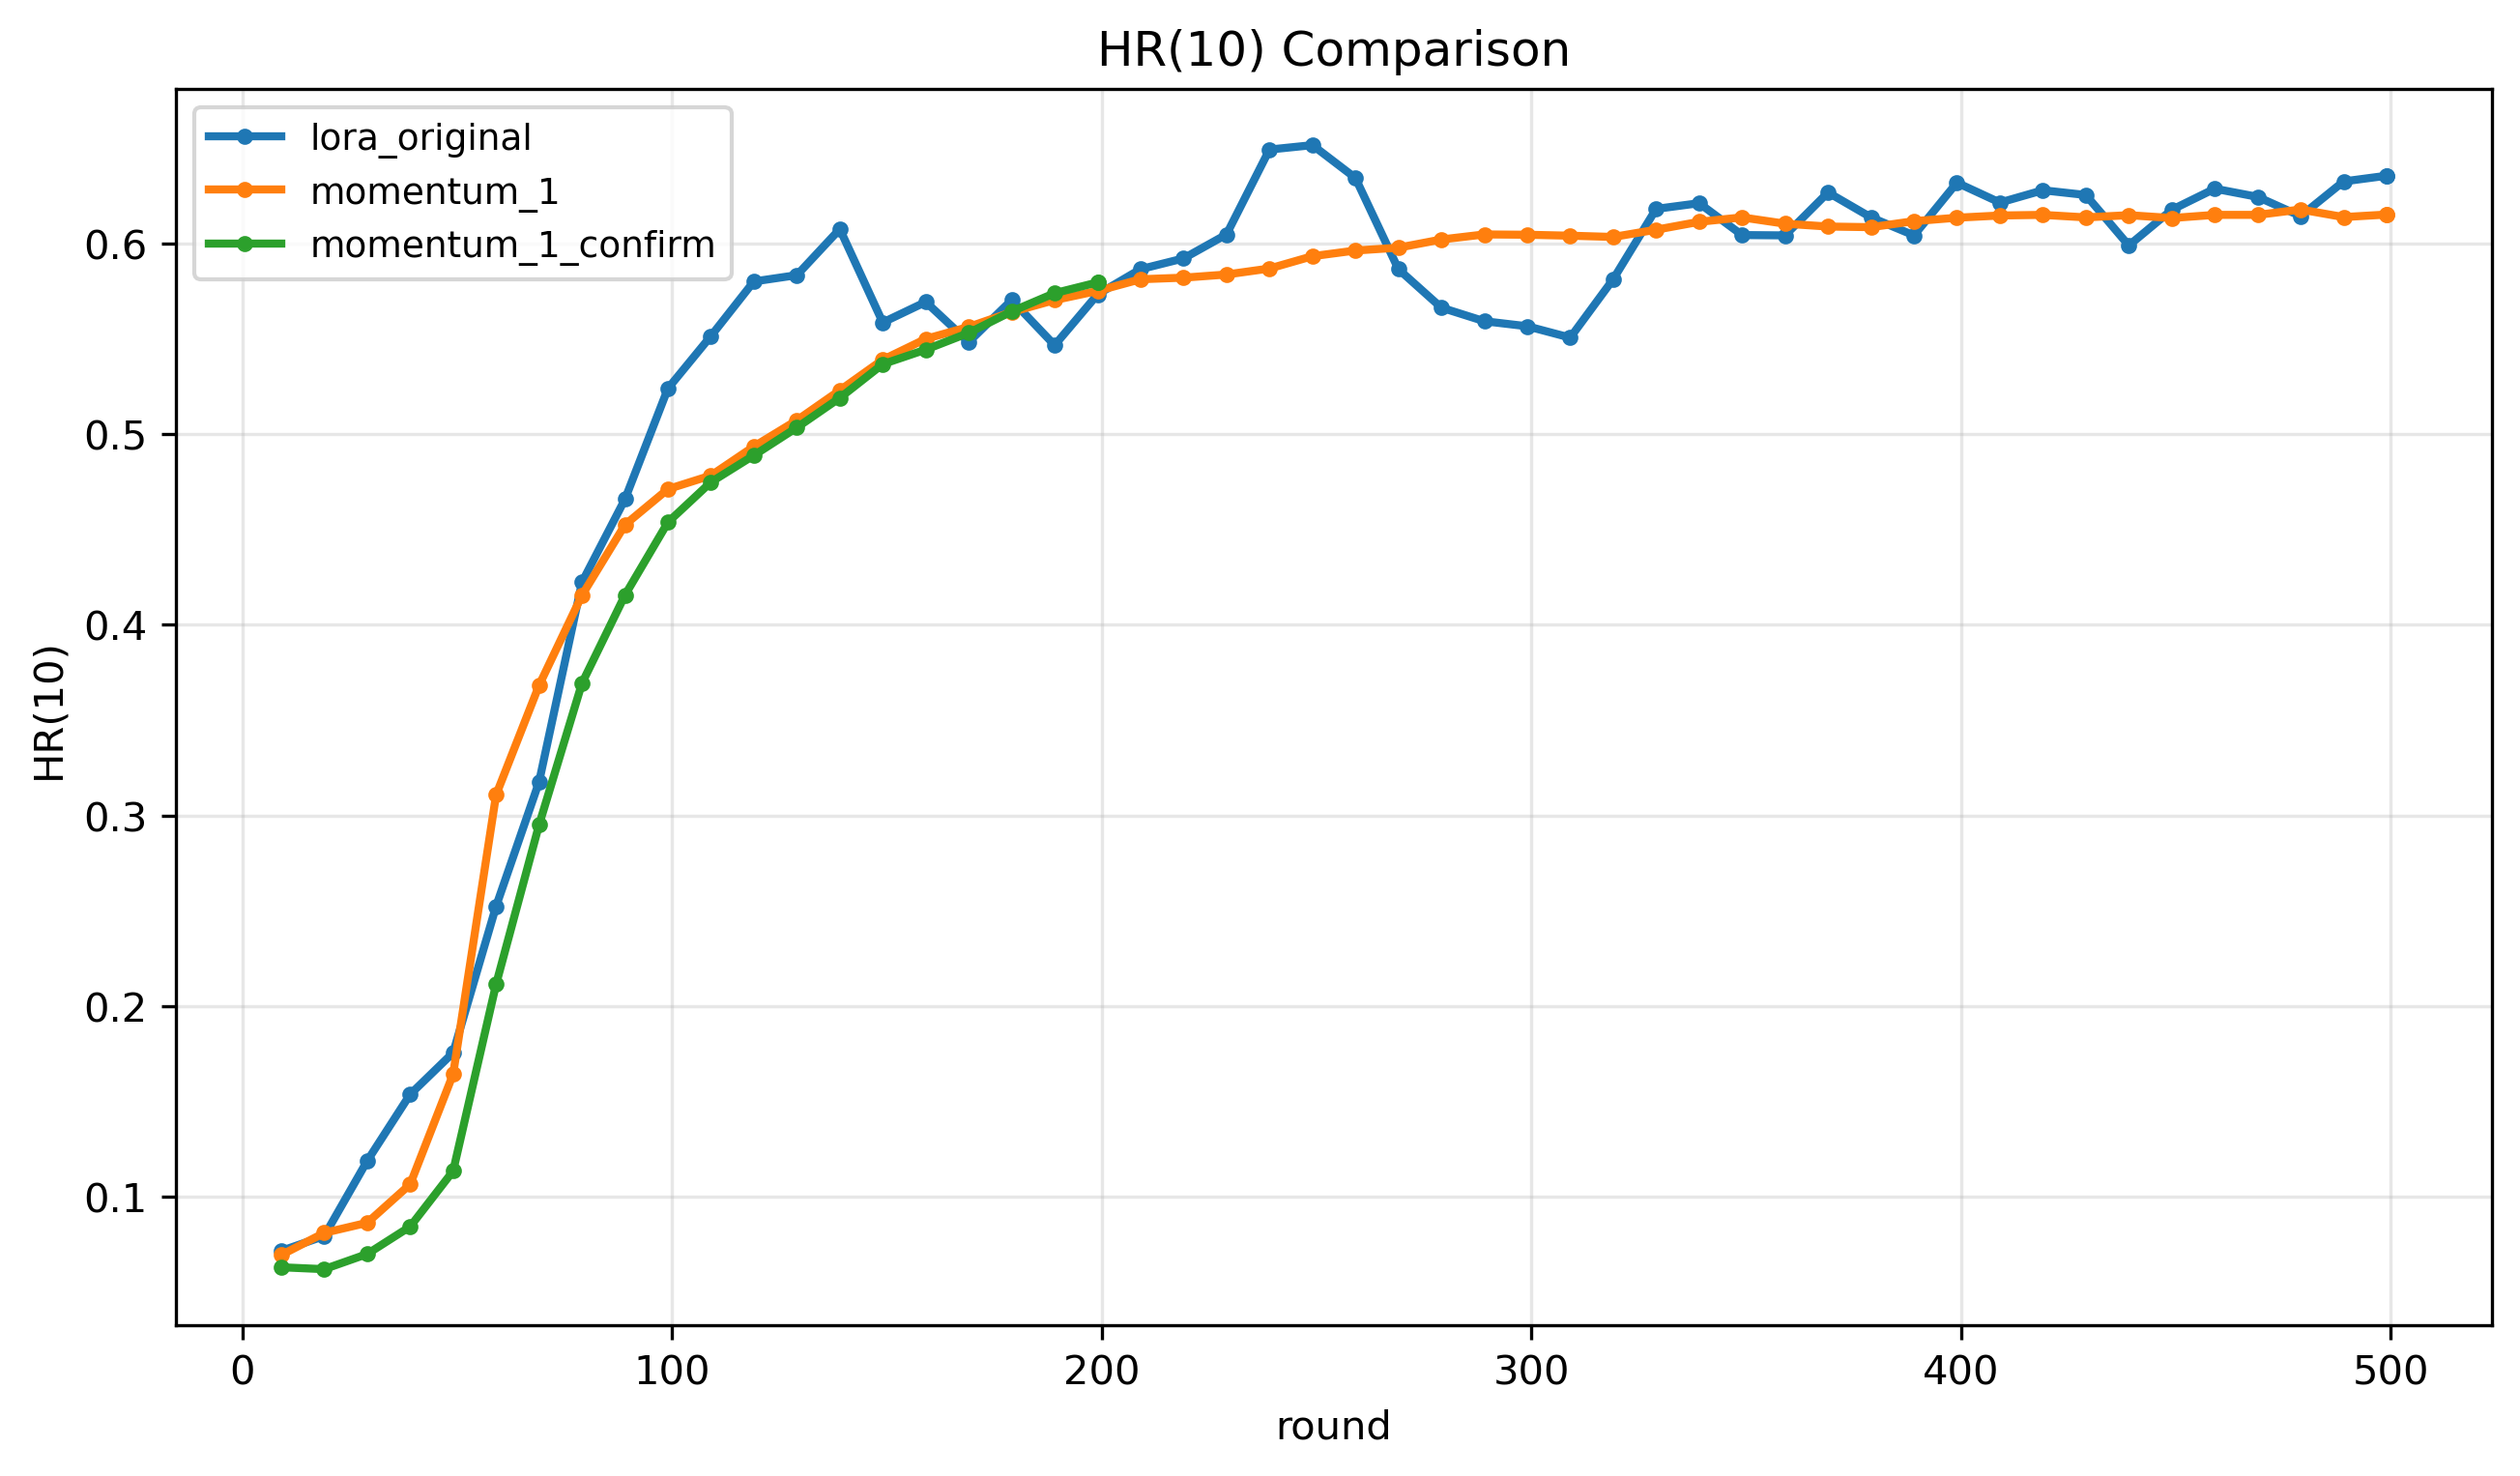 HR(10) Comparison
lora_original
momentum_1
momentum_1_confirm
HR(10)
0.6
0.5
0.4
0.3
0.2
0.1
0 100 200 300 400 500
round